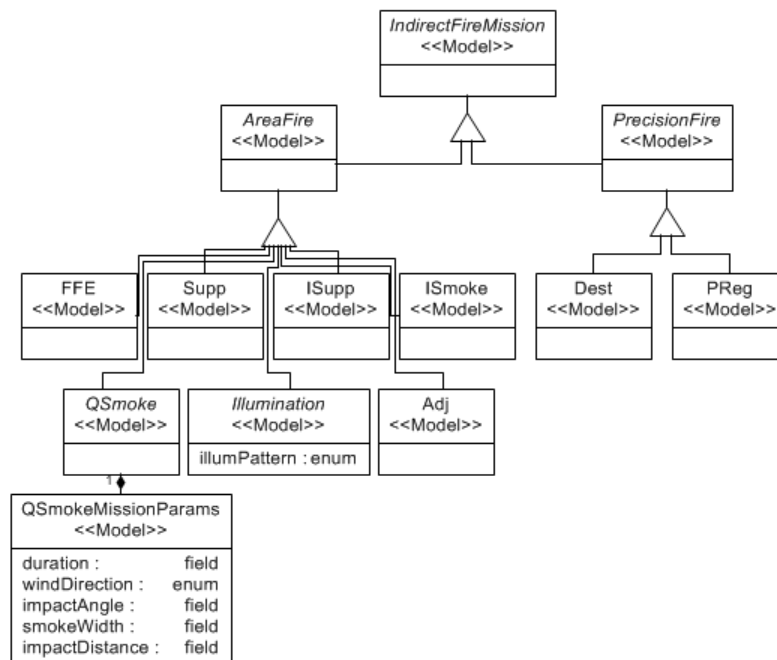 IndirectFireMission
<<Model>>
AreaFire
<<Model>>
PrecisionFire
<<Model>>
FFE
<<Model>>
Supp
<<Model>>
ISupp
<<Model>>
ISmoke
<<Model>>
Dest
<<Model>>
PReg
<<Model>>
QSmoke
<<Model>>
Illumination
<<Model>>
illumPattern : enum
Adj
<<Model>>
1
QSmokeMissionParams
<<Model>>
duration : field
windDirection : enum
impactAngle : field
smokeWidth : field
impactDistance : field